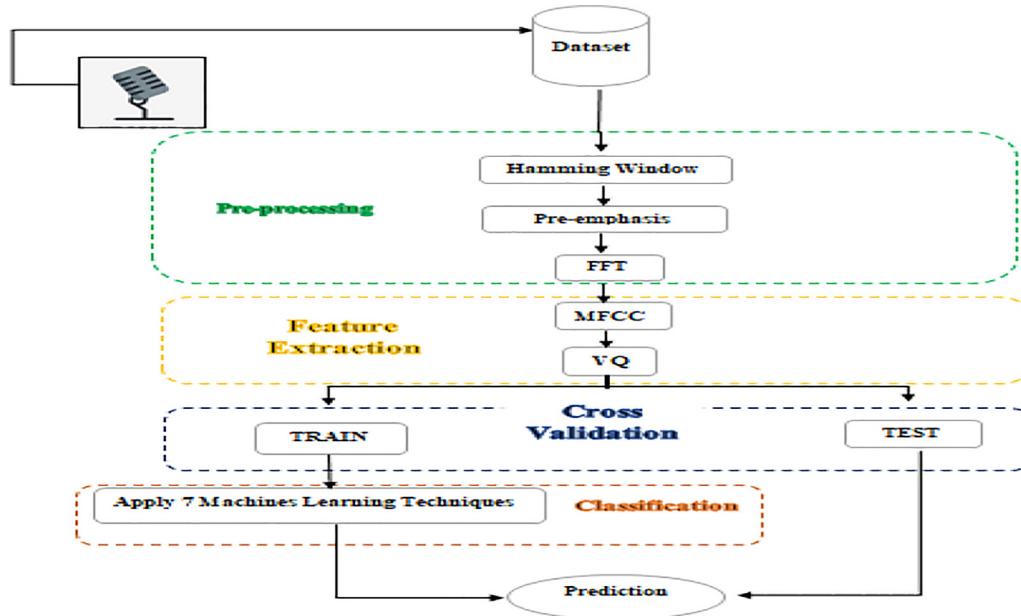 Dataset
Hamming Window
Pre-processing
Pre-emphasis
FFT
MFCC
Feature
Extraction
VQ
Cross
Validation
TRAIN
TEST
Apply 7 Machines Learning Techniques
Classification
Prediction